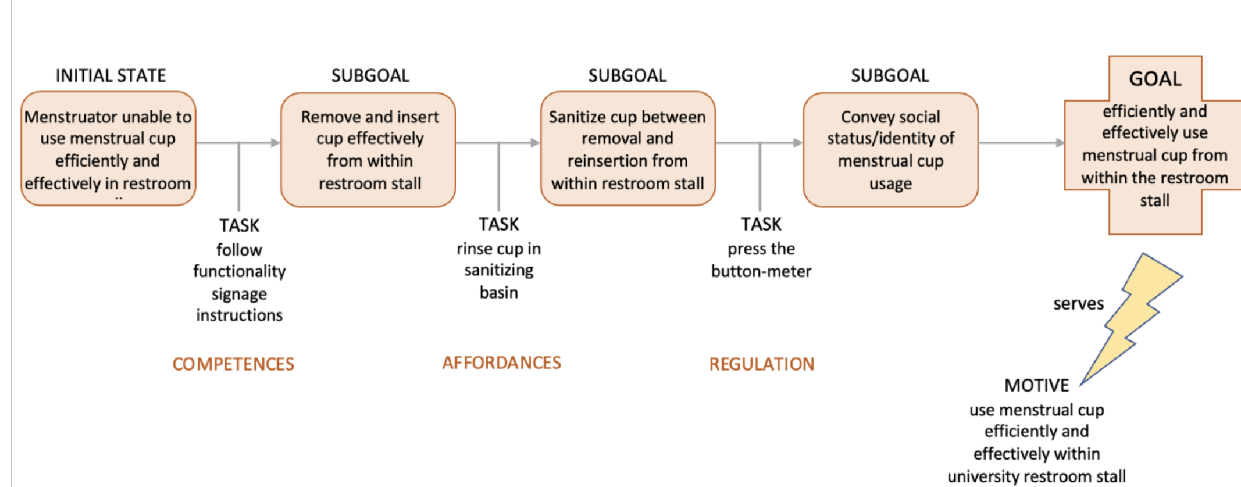 INITIAL STATE
Menstruator unable to
use menstrual cup
efficiently and
effectively in restroom
..
SUBGOAL
Remove and insert
cup effectively
from within
restroom stall
SUBGOAL
Sanitize cup between
removal and
reinsertion from
within restroom stall
SUBGOAL
Convey social
status/identity of
menstrual cup
usage
GOAL
efficiently and
effectively use
menstrual cup from
within the restroom
stall
TASK
follow
functionality
signage
instructions
TASK
rinse cup in
sanitizing
basin
TASK
press the
button-meter
COMPETENCES
AFFORDANCES
REGULATION
serves
MOTIVE
use menstrual cup
efficiently and
effectively within
university restroom stall